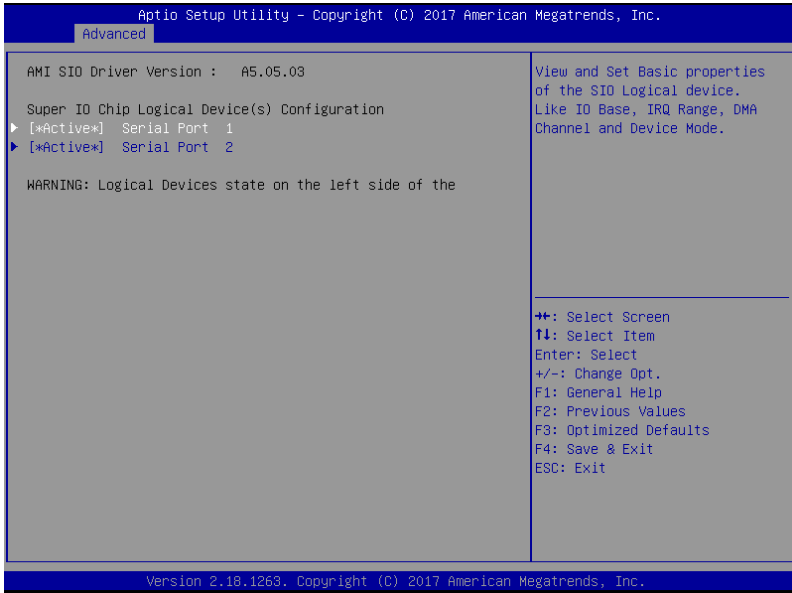 Aptio Setup Utility – Copyright (C) 2017 American Megatrends, Inc.
Advanced
AMI SIO Driver Version : A5.05.03
Super IO Chip Logical Device(s) Configuration
[*Active*] Serial Port 1
[*Active*] Serial Port 2
WARNING: Logical Devices state on the left side of the
View and Set Basic properties
of the SIO Logical device.
Like IO Base, IRQ Range, DMA
Channel and Device Mode.
→←: Select Screen
↑↓: Select Item
Enter: Select
+/-: Change Opt.
F1: General Help
F2: Previous Values
F3: Optimized Defaults
F4: Save & Exit
ESC: Exit
Version 2.18.1263. Copyright (C) 2017 American Megatrends, Inc.